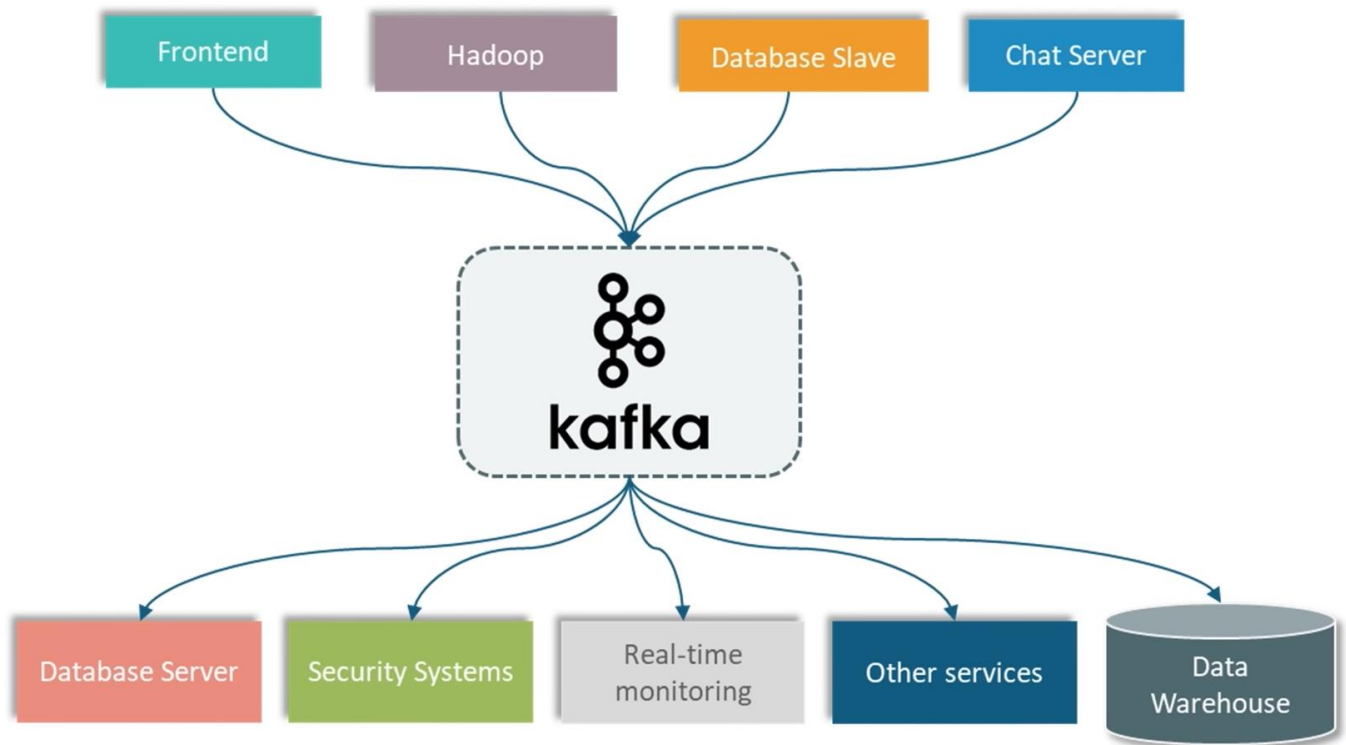 Frontend
Hadoop
Database Slave
Chat Server
kafka
Database Server
Security Systems
Real-time
monitoring
Other services
Data
Warehouse